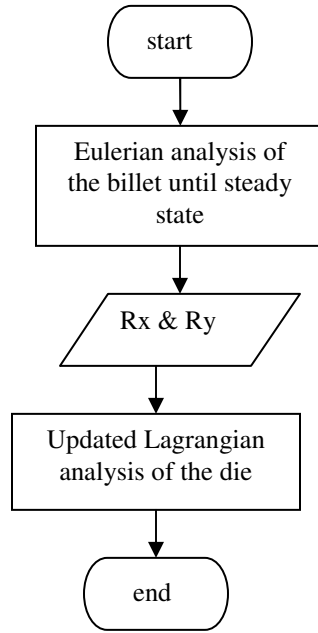 start
Eulerian analysis of
the billet until steady
state
Rx & Ry
Updated Lagrangian
analysis of the die
end